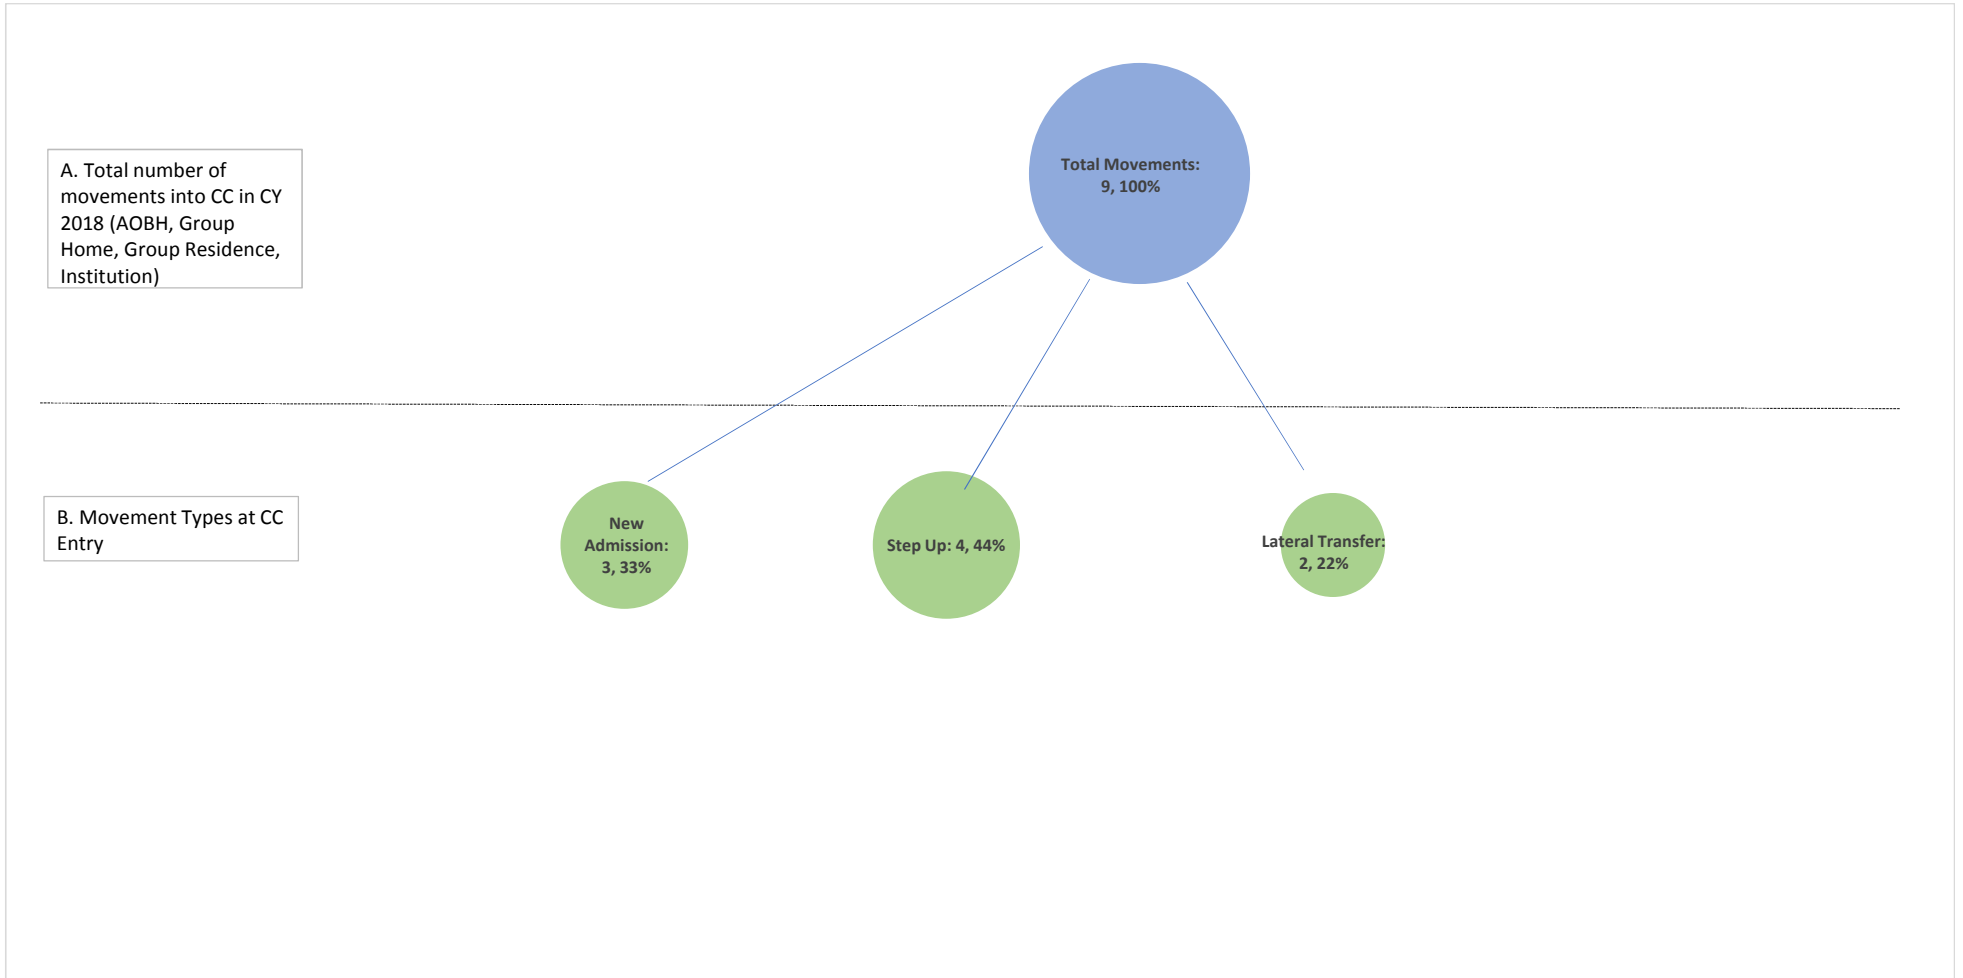 Total Movements:
9, 100%
A. Total number of
movements into CC in CY
2018 (AOBH, Group
Home, Group Residence,
Institution)
B. Movement Types at CC
Entry
New
Admission:
3, 33%
Step Up: 4, 44%
Lateral Transfer:
2, 22%